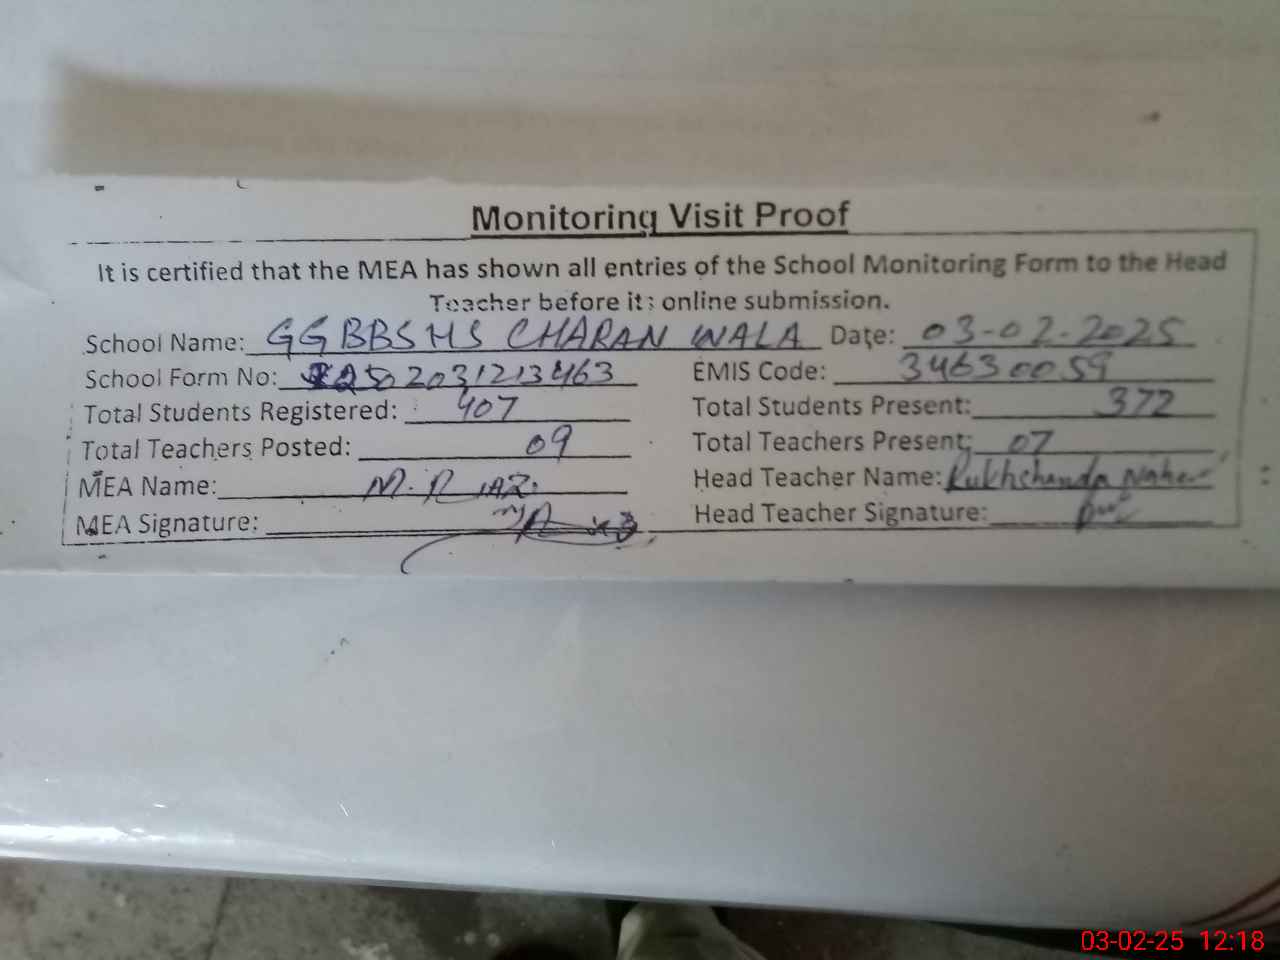 Monitoring Visit Proof
It is certified that the MEA has shown all entries of the School Monitoring Form to the Head
Teacher before its online submission.
School Name: GGBBSHS CHARAN WALA Date: 03-02-2025
School Form No: 2502031213463 EMIS Code: 34630059
Total Students Registered: 407 Total Students Present: 372
Total Teachers Posted: 09 Total Teachers Present: 07
MEA Name: M. RIAZ Head Teacher Name: Rukhshanda
MEA Signature: Head Teacher Signature:
03-02-25 12:18